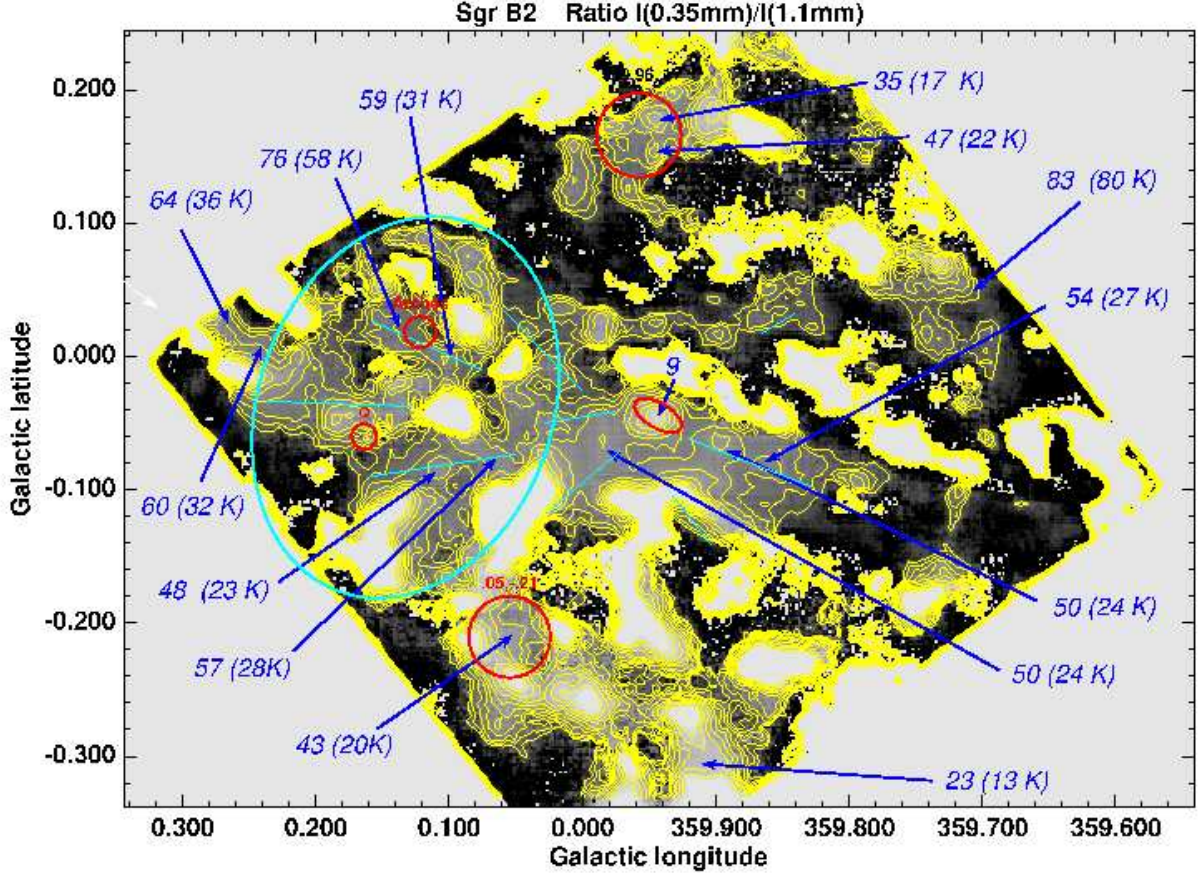 Sgr B2 Ratio I(0.35mm)/I(1.1mm)
96
35 (17 K)
59 (31 K)
47 (22 K)
76 (58 K)
83 (80 K)
64 (36 K)
54 (27 K)
9
60 (32 K)
48 (23 K)
05 -.21
50 (24 K)
57 (28K)
50 (24 K)
43 (20K)
23 (13 K)
0.200
0.100
0.000
-0.100
-0.200
-0.300
Galactic latitude
0.300 0.200 0.100 0.000 359.900 359.800 359.700 359.600
Galactic longitude